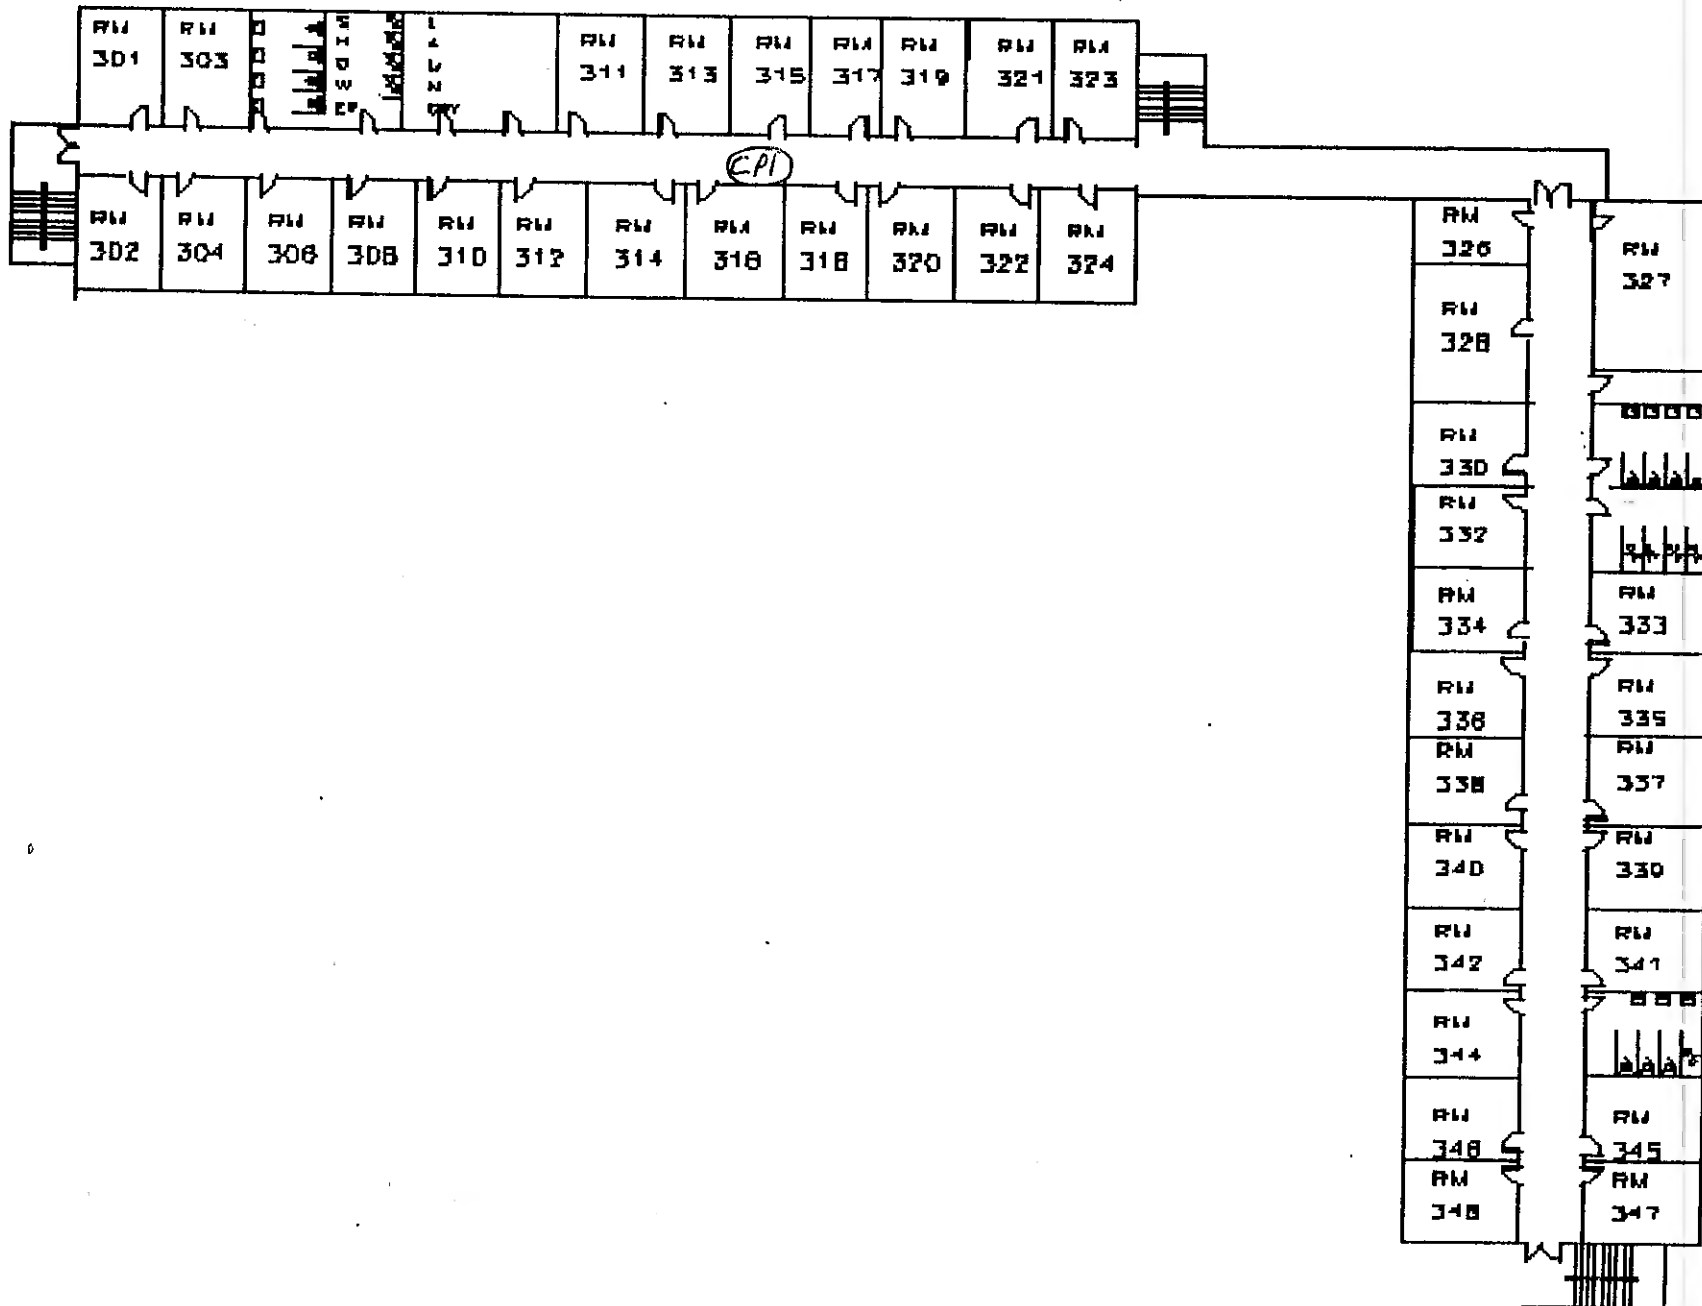 RM
301
RM
303
SHOWER
LAUNDRY
RM
311
RM
313
RM
315
RM
317
RM
319
RM
321
RM
323
CPI
RM
302
RM
304
RM
306
RM
308
RM
310
RM
312
RM
314
RM
316
RM
318
RM
320
RM
322
RM
324
RM
326
RM
327
RM
328
RM
330
RM
332
RM
334
RM
333
RM
336
RM
335
RM
338
RM
337
RM
340
RM
339
RM
342
RM
341
RM
344
RM
346
RM
345
RM
348
RM
347